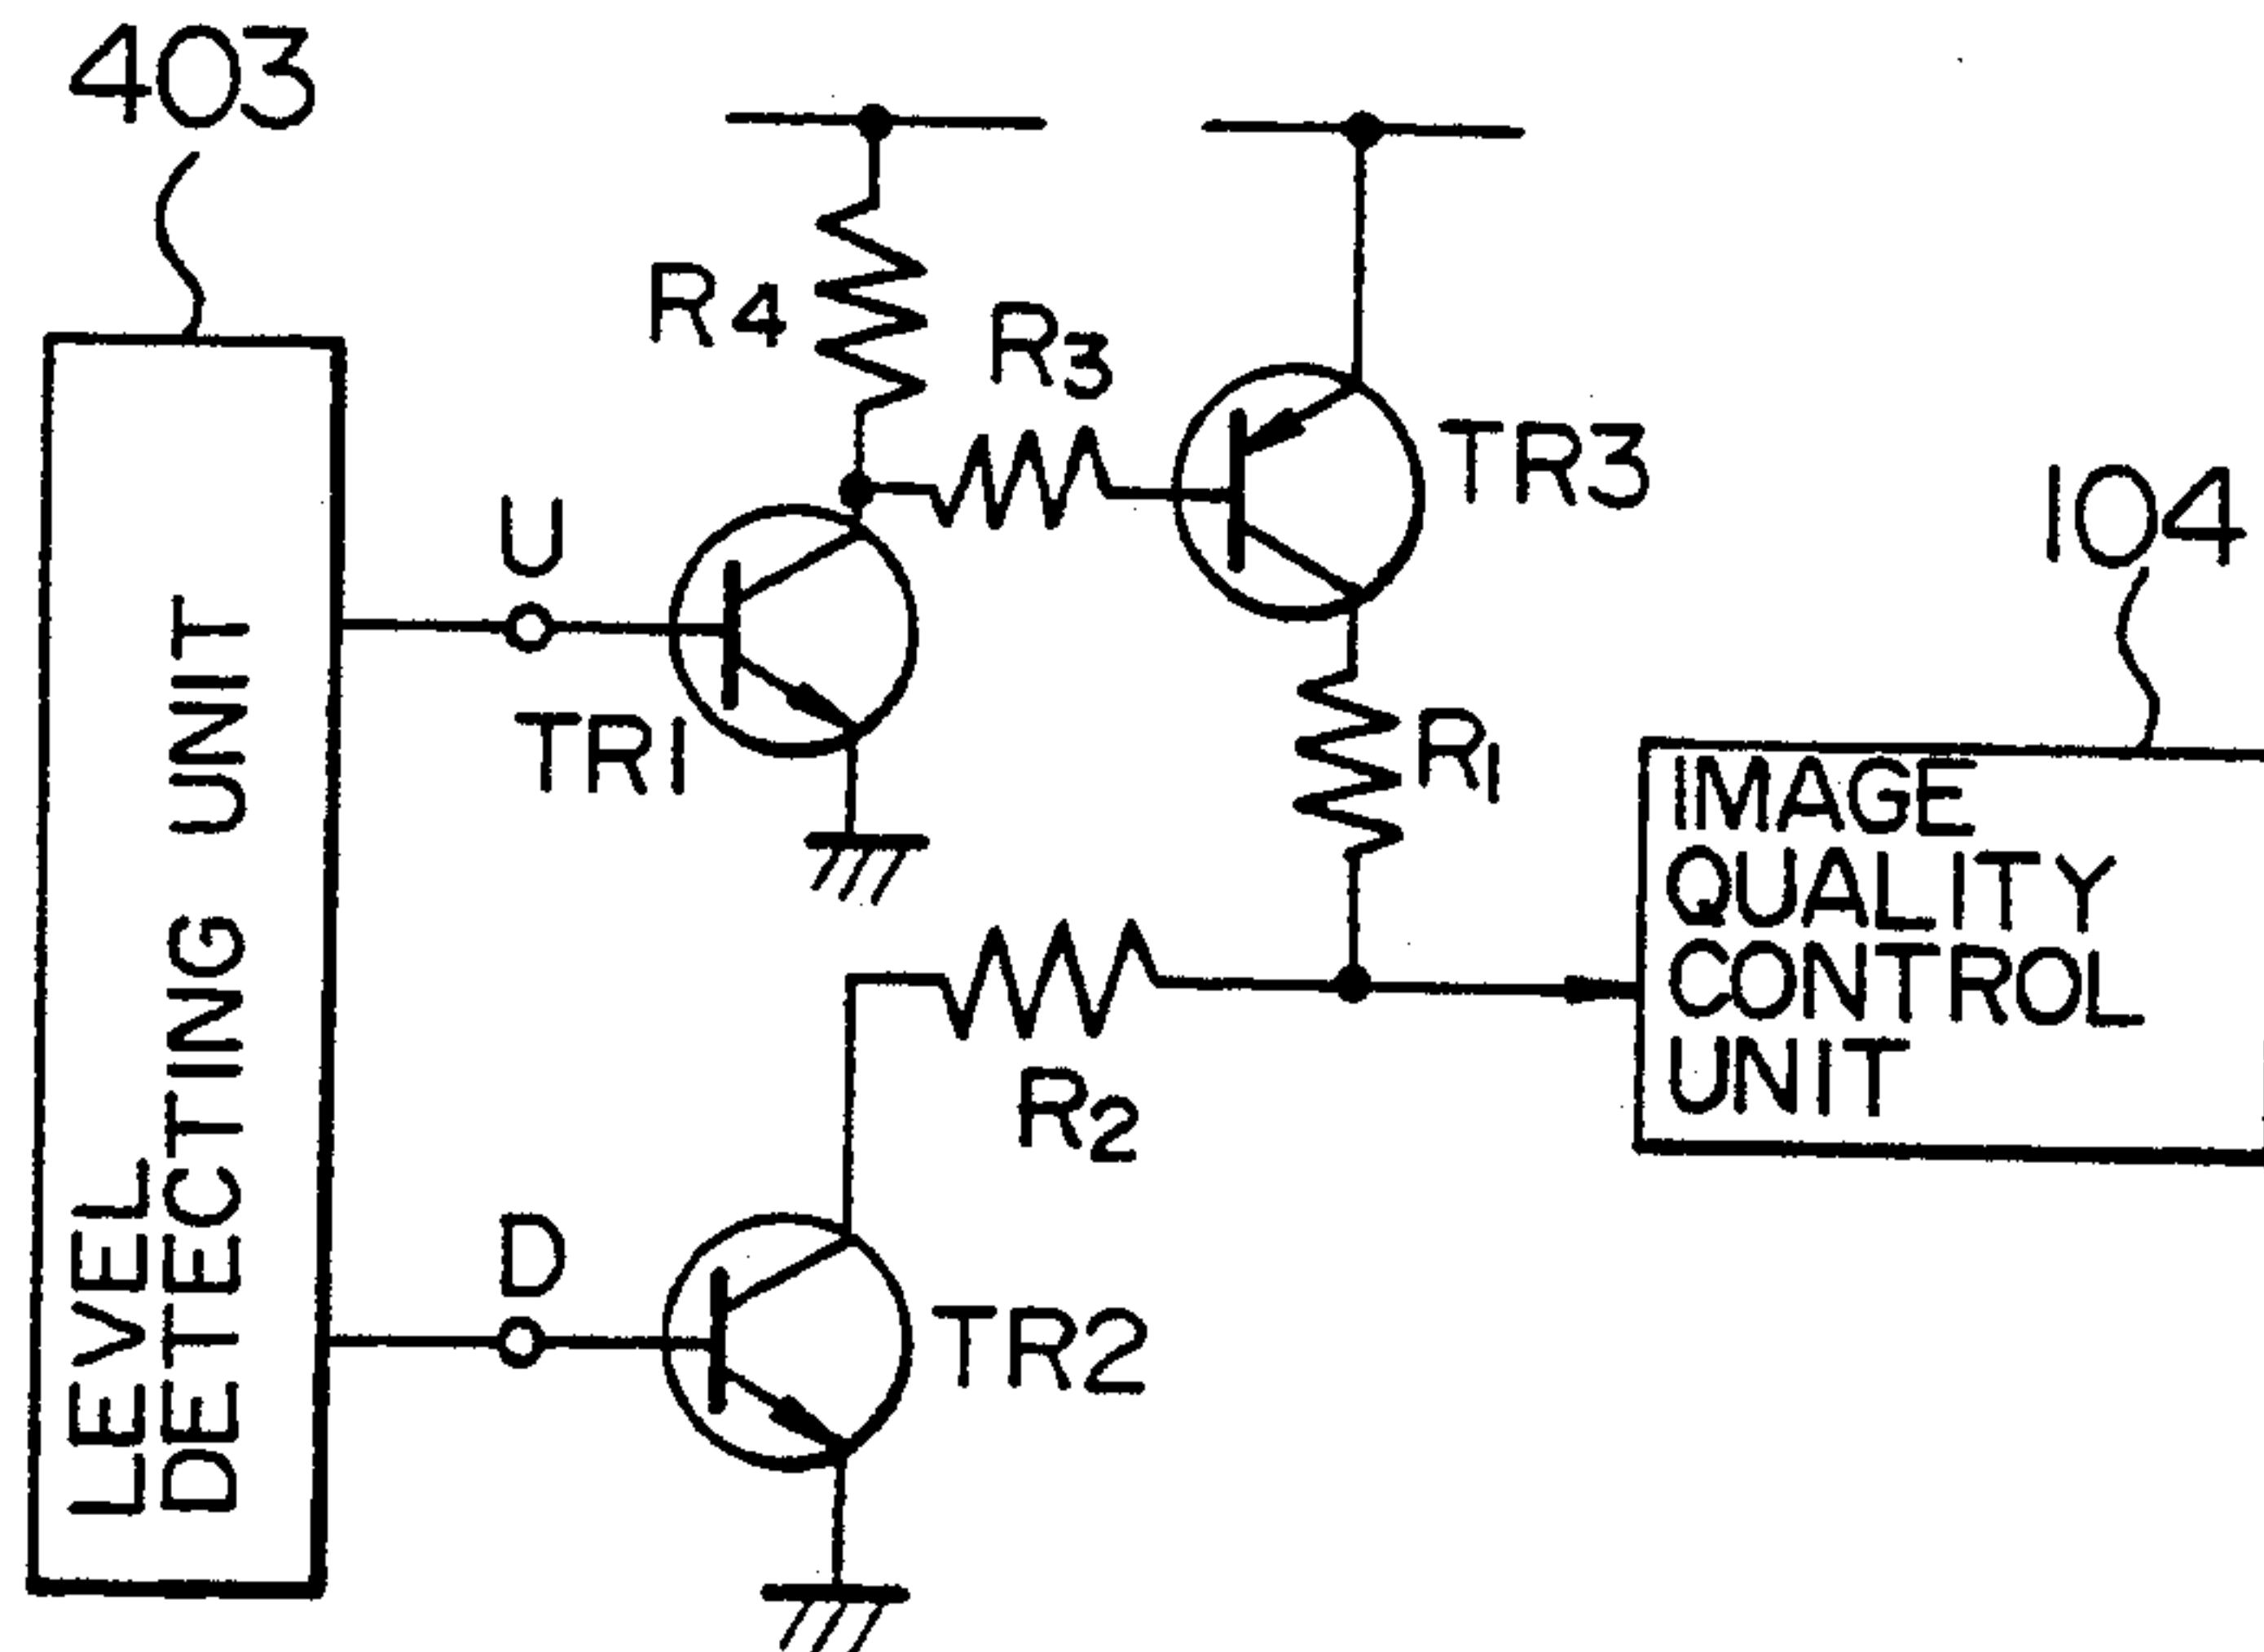 403
R4
R3
TR3
U
104
TR1
R1
LEVEL
DETECTING UNIT
IMAGE
QUALITY
CONTROL
UNIT
R2
D
TR2